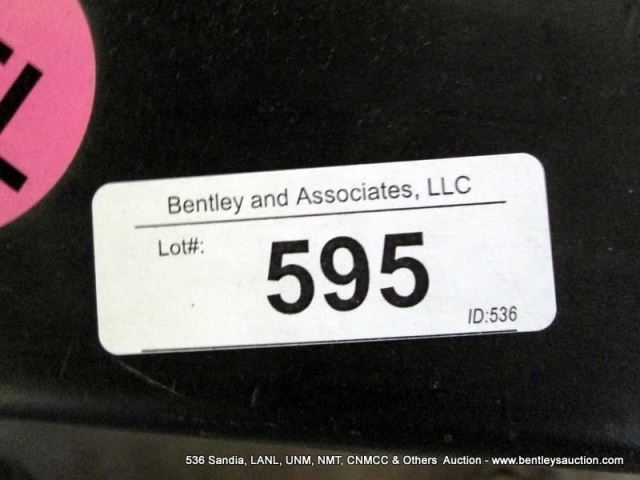 Bentley and Associates, LLC
Lot#:
595
ID:536
536 Sandia, LANL, UNM, NMT, CNMCC & Others Auction - www.bentleysauction.com